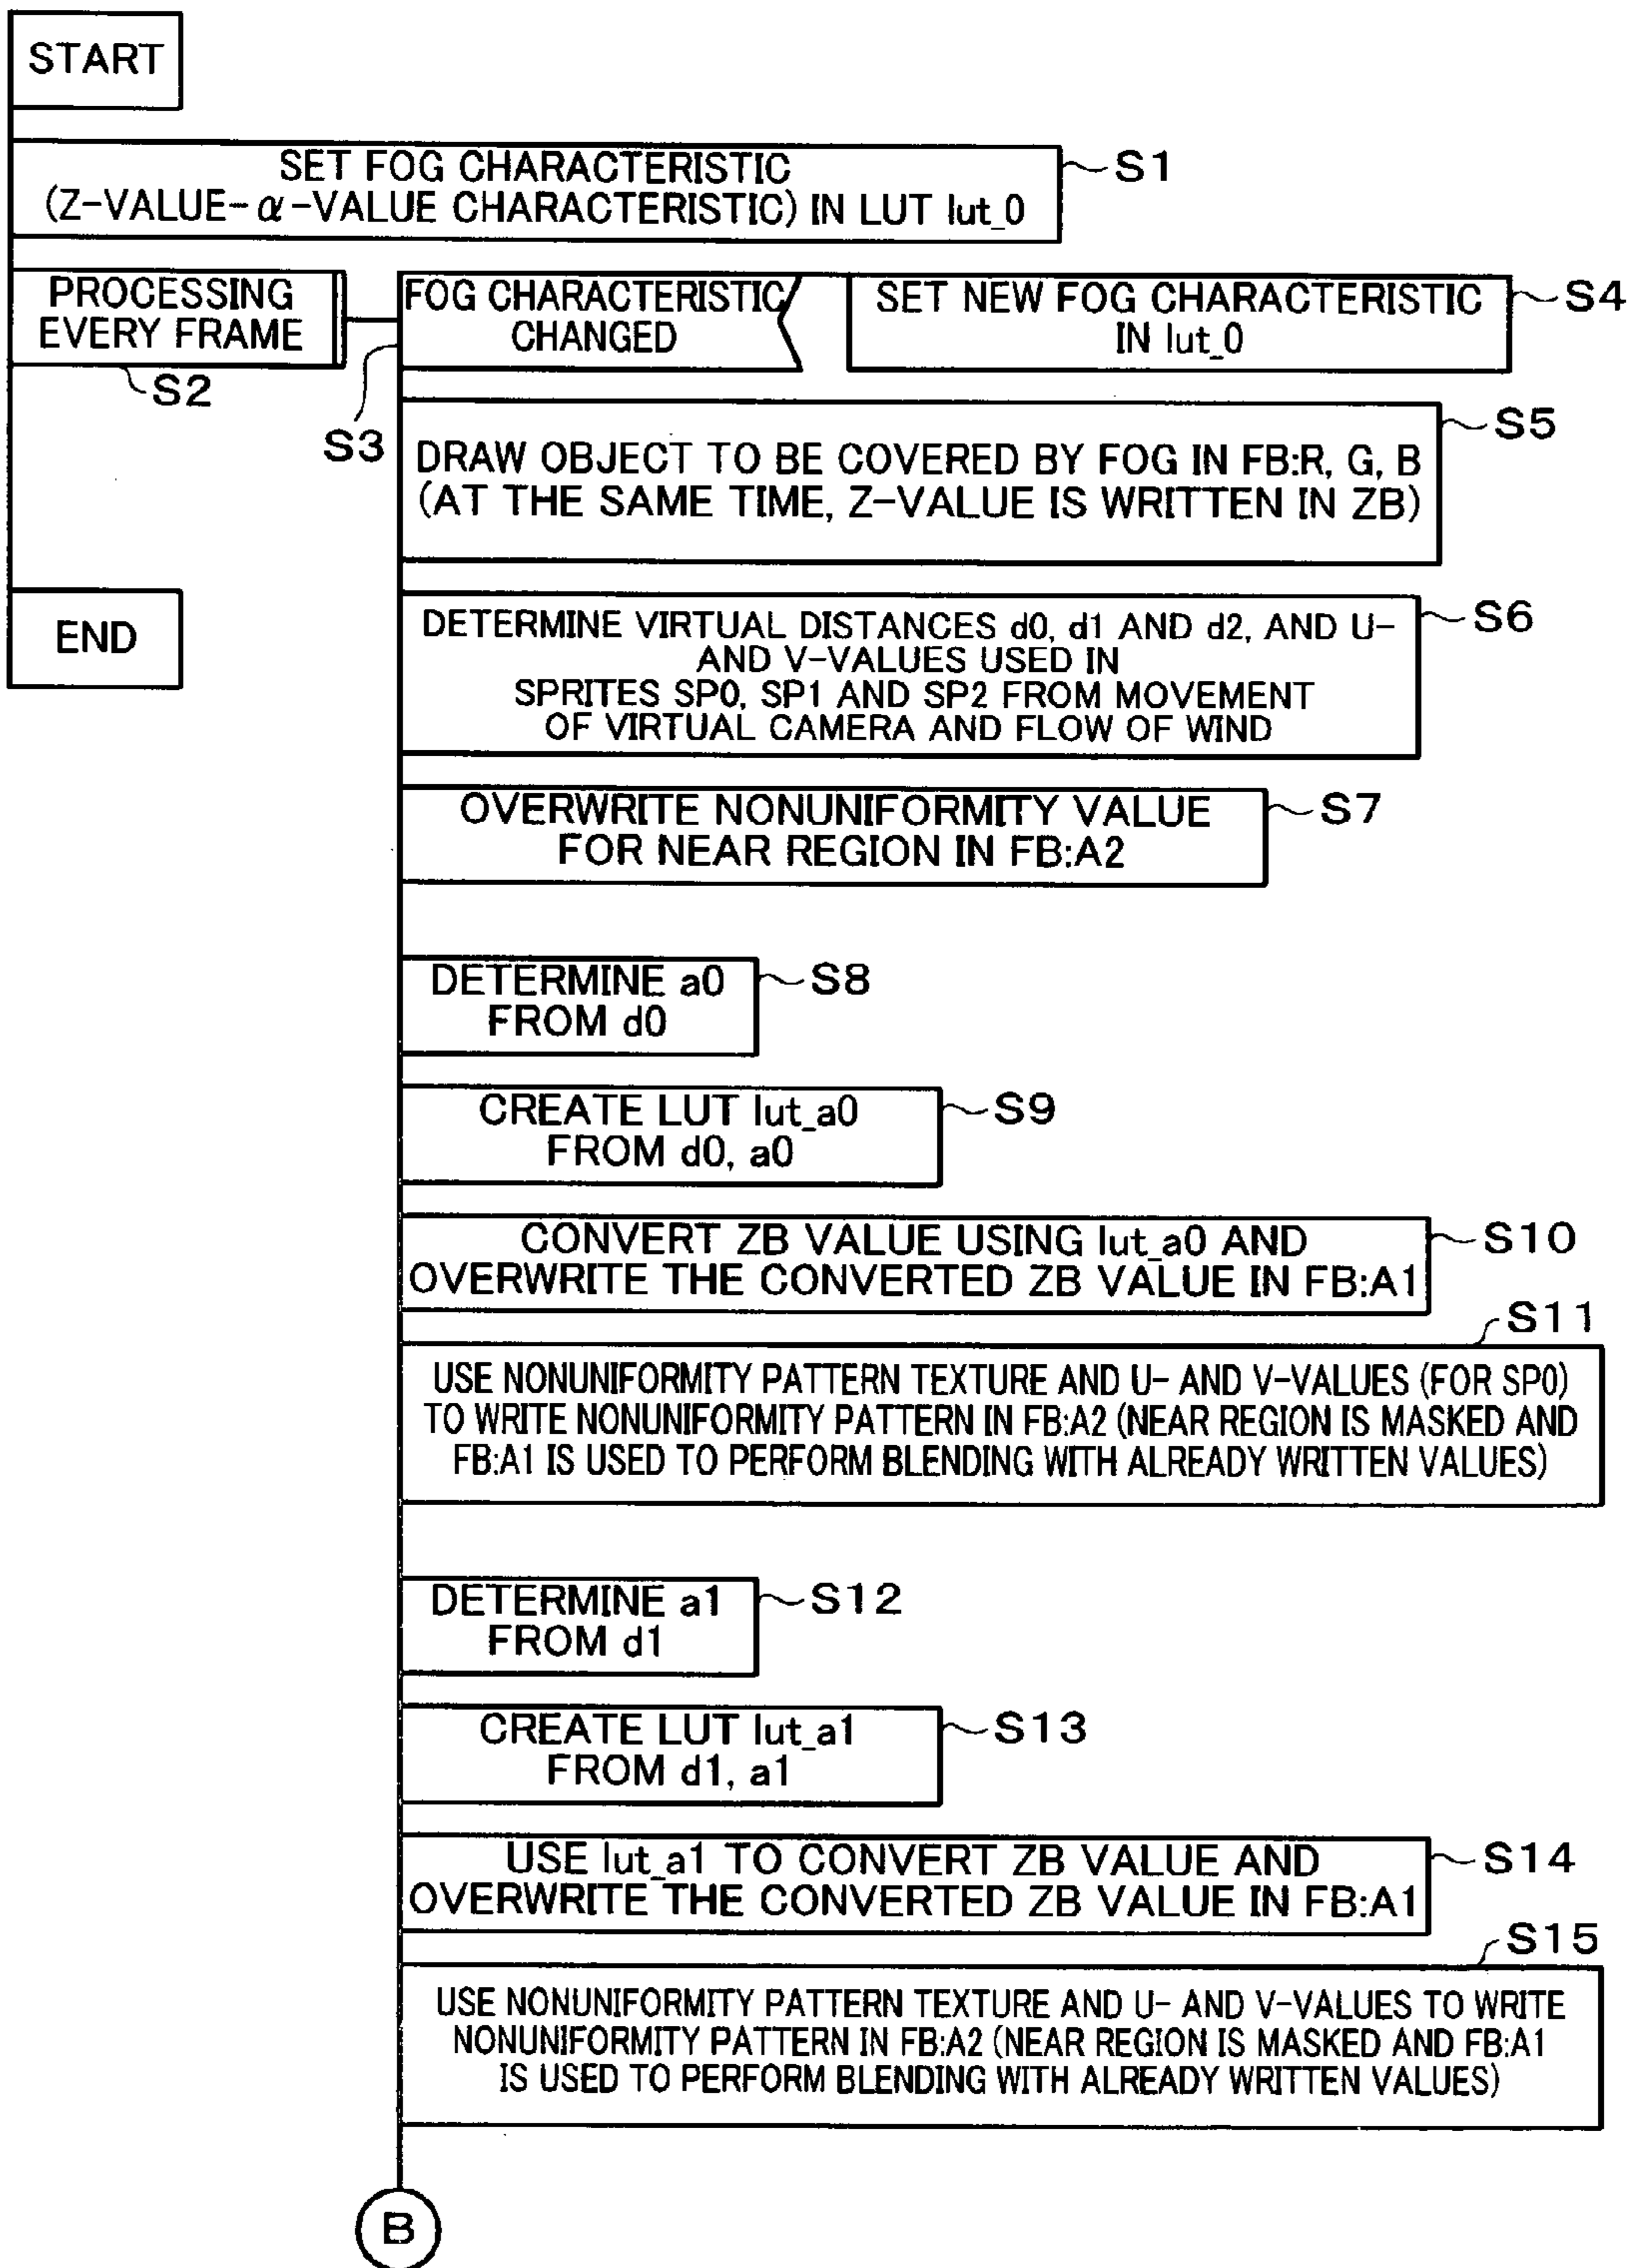 START
SET FOG CHARACTERISTIC
(Z-VALUE-α-VALUE CHARACTERISTIC) IN LUT lut_0
S1
PROCESSING
EVERY FRAME
S2
FOG CHARACTERISTIC
CHANGED
S3
SET NEW FOG CHARACTERISTIC
IN lut_0
S4
DRAW OBJECT TO BE COVERED BY FOG IN FB:R, G, B
(AT THE SAME TIME, Z-VALUE IS WRITTEN IN ZB)
S5
END
DETERMINE VIRTUAL DISTANCES d0, d1 AND d2, AND U-
AND V-VALUES USED IN
SPRITES SP0, SP1 AND SP2 FROM MOVEMENT
OF VIRTUAL CAMERA AND FLOW OF WIND
S6
OVERWRITE NONUNIFORMITY VALUE
FOR NEAR REGION IN FB:A2
S7
DETERMINE a0
FROM d0
S8
CREATE LUT lut_a0
FROM d0, a0
S9
CONVERT ZB VALUE USING lut_a0 AND
OVERWRITE THE CONVERTED ZB VALUE IN FB:A1
S10
S11
USE NONUNIFORMITY PATTERN TEXTURE AND U- AND V-VALUES (FOR SP0)
TO WRITE NONUNIFORMITY PATTERN IN FB:A2 (NEAR REGION IS MASKED AND
FB:A1 IS USED TO PERFORM BLENDING WITH ALREADY WRITTEN VALUES)
DETERMINE a1
FROM d1
S12
CREATE LUT lut_a1
FROM d1, a1
S13
USE lut_a1 TO CONVERT ZB VALUE AND
OVERWRITE THE CONVERTED ZB VALUE IN FB:A1
S14
S15
USE NONUNIFORMITY PATTERN TEXTURE AND U- AND V-VALUES TO WRITE
NONUNIFORMITY PATTERN IN FB:A2 (NEAR REGION IS MASKED AND FB:A1
IS USED TO PERFORM BLENDING WITH ALREADY WRITTEN VALUES)
B